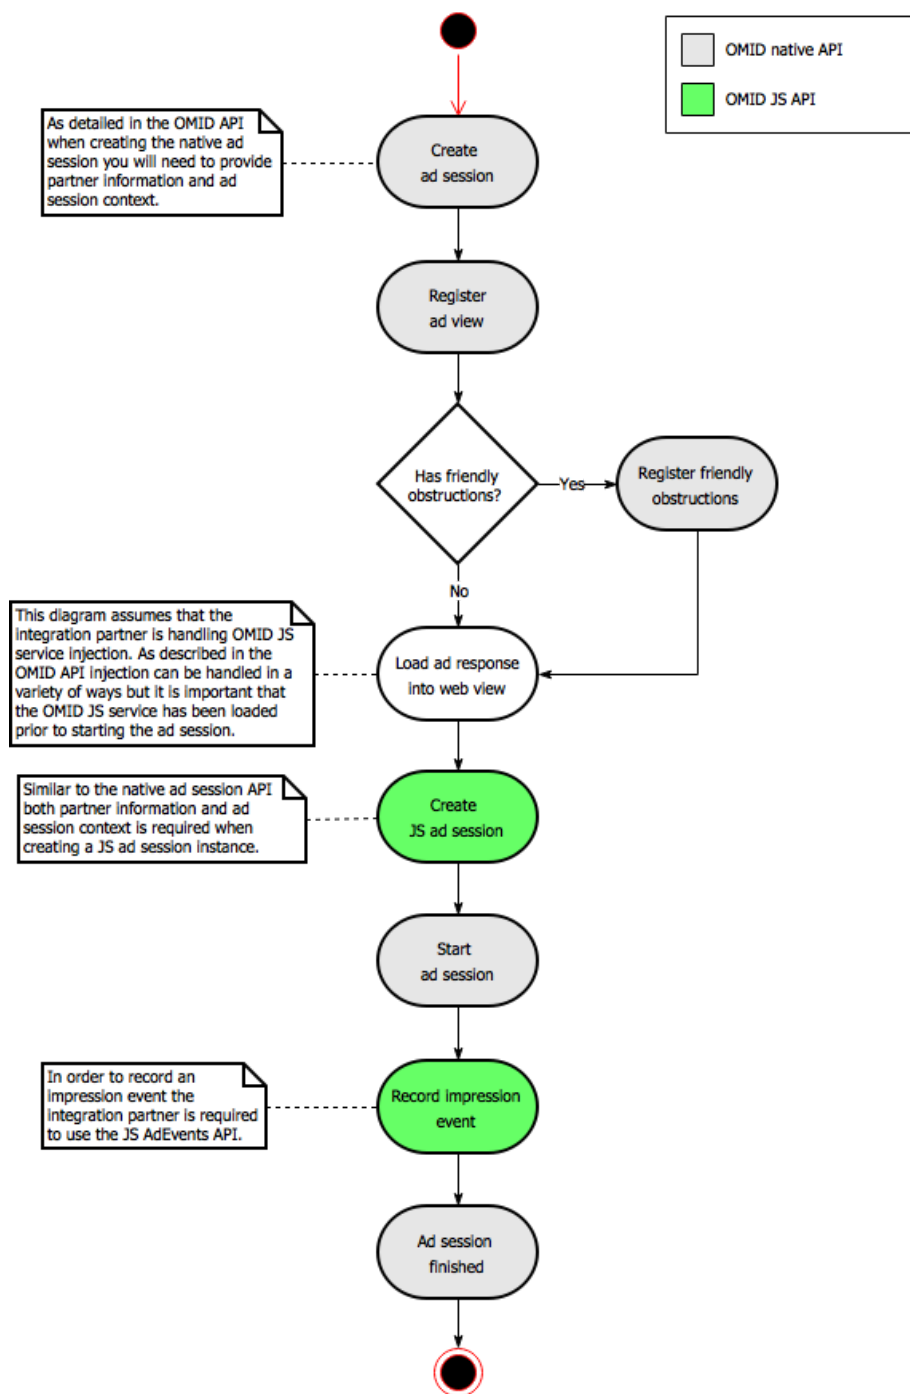 OMID native API
OMID JS API
As detailed in the OMID API
when creating the native ad
session you will need to provide
partner information and ad
session context.
Create
ad session
Register
ad view
Has friendly
obstructions?
Yes
Register friendly
obstructions
No
This diagram assumes that the
integration partner is handling OMID JS
service injection. As described in the
OMID API injection can be handled in a
variety of ways but it is important that
the OMID JS service has been loaded
prior to starting the ad session.
Load ad response
into web view
Similar to the native ad session API
both partner information and ad
session context is required when
creating a JS ad session instance.
Create
JS ad session
Start
ad session
In order to record an
impression event the
integration partner is required
to use the JS AdEvents API.
Record impression
event
Ad session
finished